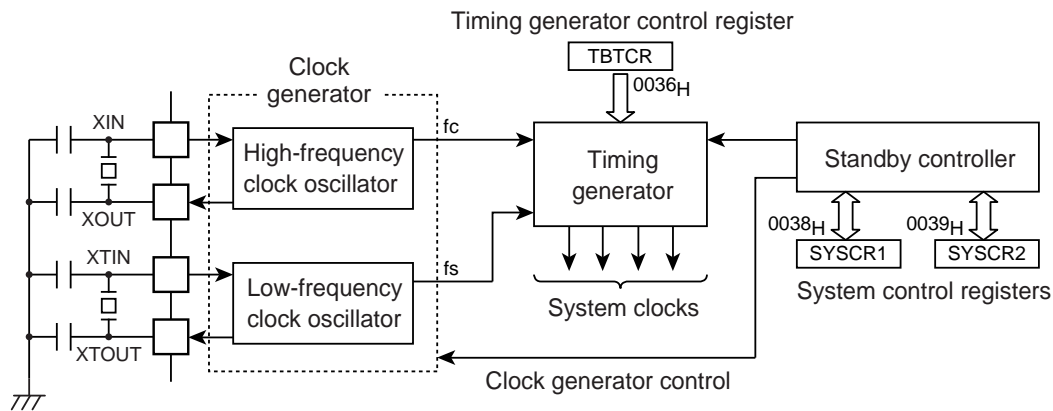 Timing generator control register
TBTCR
0036H
Clock
generator
XIN
High-frequency
clock oscillator
fc
Timing
generator
Standby controller
XOUT
0038H
0039H
SYSCR1
SYSCR2
System control registers
XTIN
Low-frequency
clock oscillator
fs
System clocks
XTOUT
Clock generator control